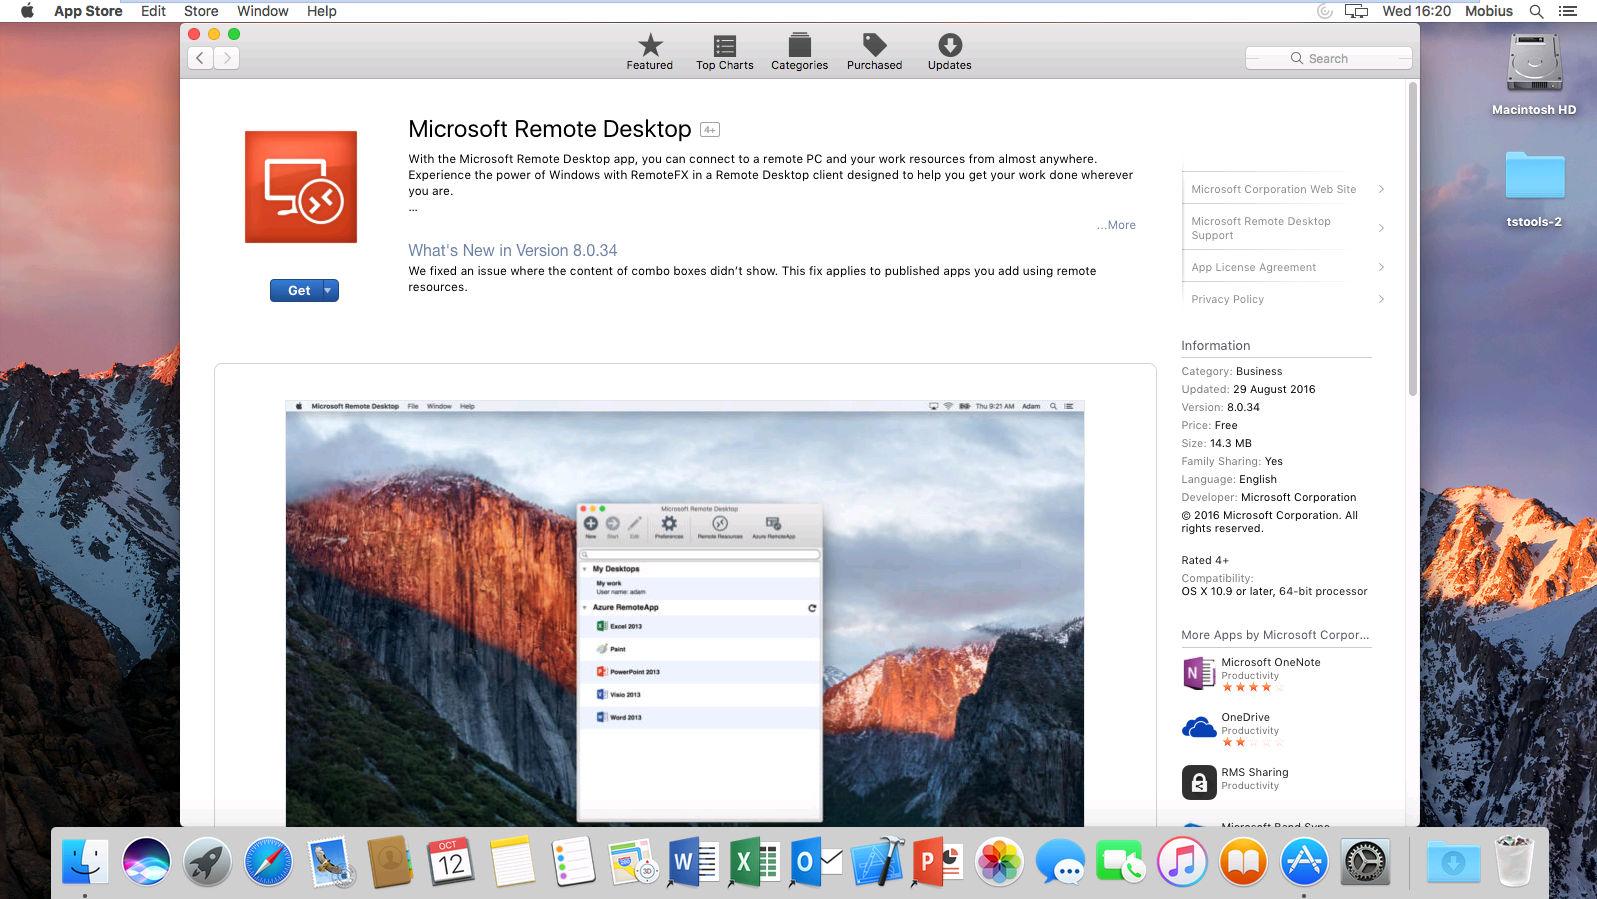 App Store Edit Store Window Help
Wed 16:20 Mobius
Featured
Top Charts
Categories
Purchased
Updates
Search
Macintosh HD
tstools-2
Microsoft Remote Desktop 4+
With the Microsoft Remote Desktop app, you can connect to a remote PC and your work resources from almost anywhere.
Experience the power of Windows with RemoteFX in a Remote Desktop client designed to help you get your work done wherever
you are.
...
...More
What's New in Version 8.0.34
We fixed an issue where the content of combo boxes didn’t show. This fix applies to published apps you add using remote
resources.
Get
Microsoft Corporation Web Site
Microsoft Remote Desktop
Support
App License Agreement
Privacy Policy
Information
Category: Business
Updated: 29 August 2016
Version: 8.0.34
Price: Free
Size: 14.3 MB
Family Sharing: Yes
Language: English
Developer: Microsoft Corporation
© 2016 Microsoft Corporation. All
rights reserved.
Rated 4+
Compatibility:
OS X 10.9 or later, 64-bit processor
More Apps by Microsoft Corpor...
Microsoft OneNote
Productivity
OneDrive
Productivity
RMS Sharing
Productivity
Microsoft Band Sync
Microsoft Remote Desktop File Window Help
Thu 9:21 AM Adam
Microsoft Remote Desktop
New
Start
Edit
Preferences
Remote Resources
Azure RemoteApp
My Desktops
My work
User name: adam
Azure RemoteApp
Excel 2013
Paint
PowerPoint 2013
Visio 2013
Word 2013
OCT
12
3D
W
X
O
P
N